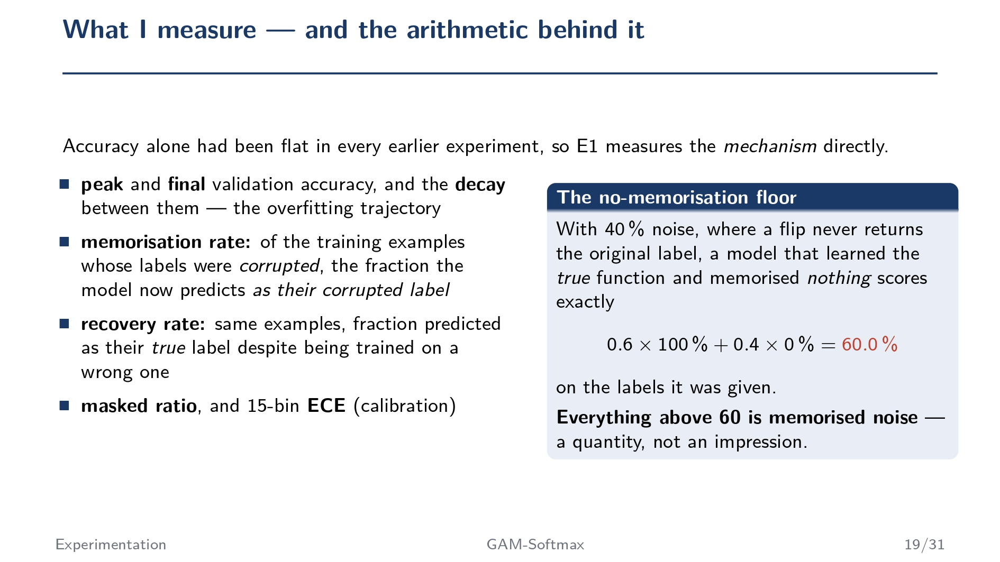 What I measure — and the arithmetic behind it
Accuracy alone had been flat in every earlier experiment, so E1 measures the mechanism directly.
peak and final validation accuracy, and the decay
between them — the overfitting trajectory
memorisation rate: of the training examples
whose labels were corrupted, the fraction the
model now predicts as their corrupted label
recovery rate: same examples, fraction predicted
as their true label despite being trained on a
wrong one
masked ratio, and 15-bin ECE (calibration)
The no-memorisation floor
With 40 % noise, where a flip never returns
the original label, a model that learned the
true function and memorised nothing scores
exactly
0.6 × 100 % + 0.4 × 0 % = 60.0 %
on the labels it was given.
Everything above 60 is memorised noise —
a quantity, not an impression.
Experimentation
GAM-Softmax
19/31